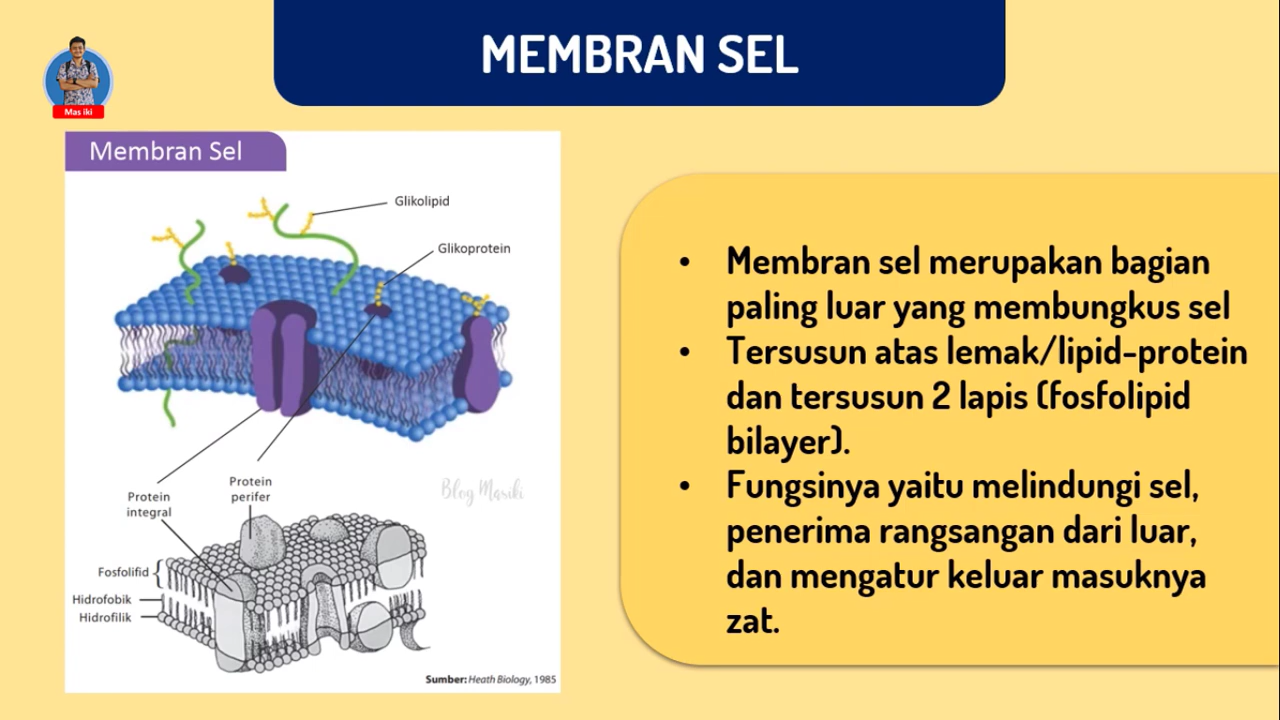 MEMBRAN SEL
Mas iki
Membran Sel
Glikolipid
Glikoprotein
Protein
perifer
Protein
integral
Blog Masiki
Fosfolifid
Hidrofobik
Hidrofilik
Sumber: Heath Biology, 1985
• Membran sel merupakan bagian
paling luar yang membungkus sel
• Tersusun atas lemak/lipid-protein
dan tersusun 2 lapis (fosfolipid
bilayer).
• Fungsinya yaitu melindungi sel,
penerima rangsangan dari luar,
dan mengatur keluar masuknya
zat.